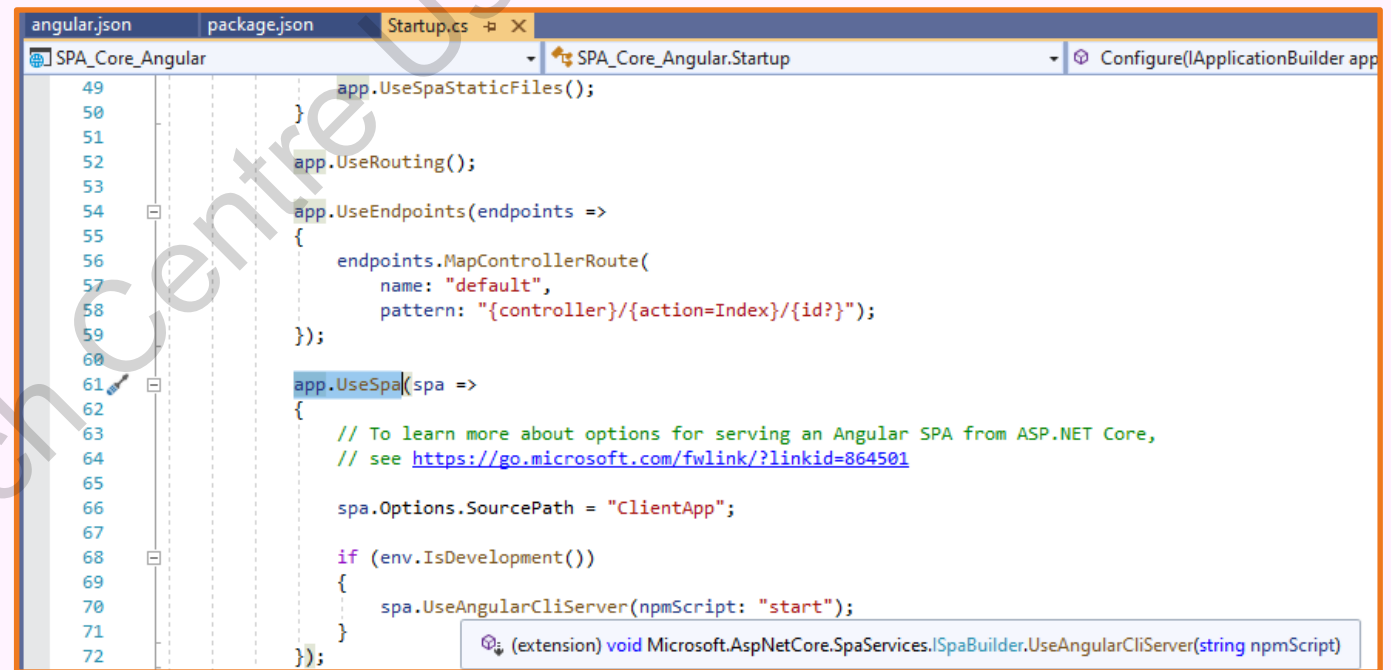 angular.json package.json Startup.cs
SPA_Core_Angular SPA_Core_Angular.Startup Configure(IApplicationBuilder app
49 app.UseSpaStaticFiles();
50 }
51
52 app.UseRouting();
53
54 app.UseEndpoints(endpoints =>
55 {
56 endpoints.MapControllerRoute(
57 name: "default",
58 pattern: "{controller}/{action=Index}/{id?}");
59 });
60
61 app.UseSpa(spa =>
62 {
63 // To learn more about options for serving an Angular SPA from ASP.NET Core,
64 // see https://go.microsoft.com/fwlink/?linkid=864501
65
66 spa.Options.SourcePath = "ClientApp";
67
68 if (env.IsDevelopment())
69 {
70 spa.UseAngularCliServer(npmScript: "start");
71 }
(extension) void Microsoft.AspNetCore.SpaServices.ISpaBuilder.UseAngularCliServer(string npmScript)
72 });
Centre